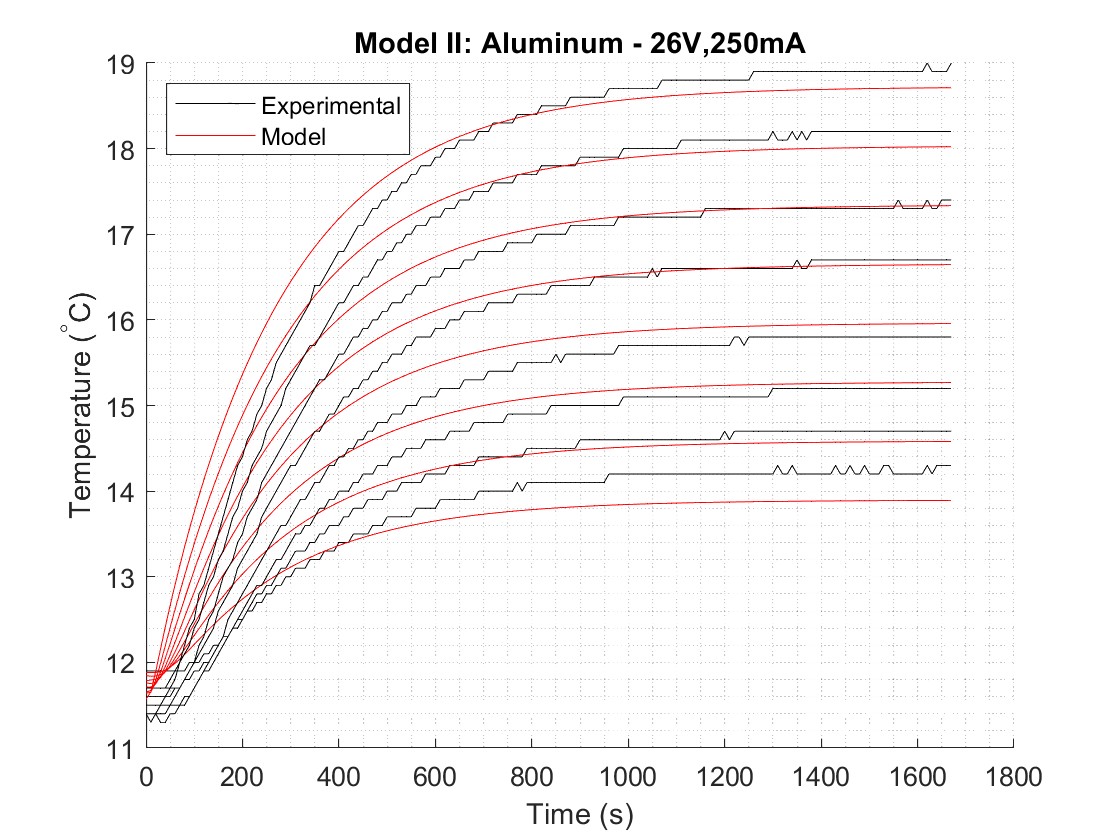 Model II: Aluminum - 26V,250mA
Experimental
Model
Temperature (°C)
19
18
17
16
15
14
13
12
11
0 200 400 600 800 1000 1200 1400 1600 1800
Time (s)